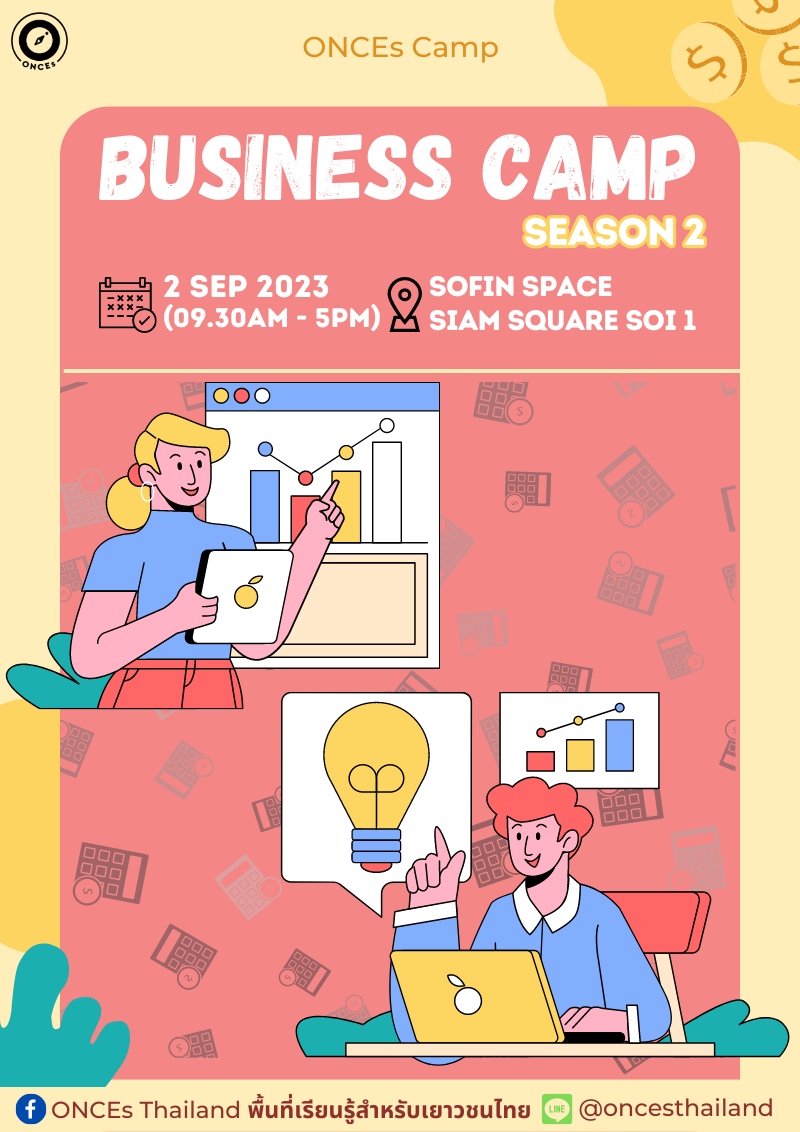 ONCEs
ONCEs Camp
BUSINESS CAMP
SEASON 2
2 SEP 2023
(09.30AM - 5PM)
SOFIN SPACE
SIAM SQUARE SOI 1
ONCEs Thailand พื้นที่เรียนรู้สำหรับเยาวชนไทย
LINE
@oncesthailand